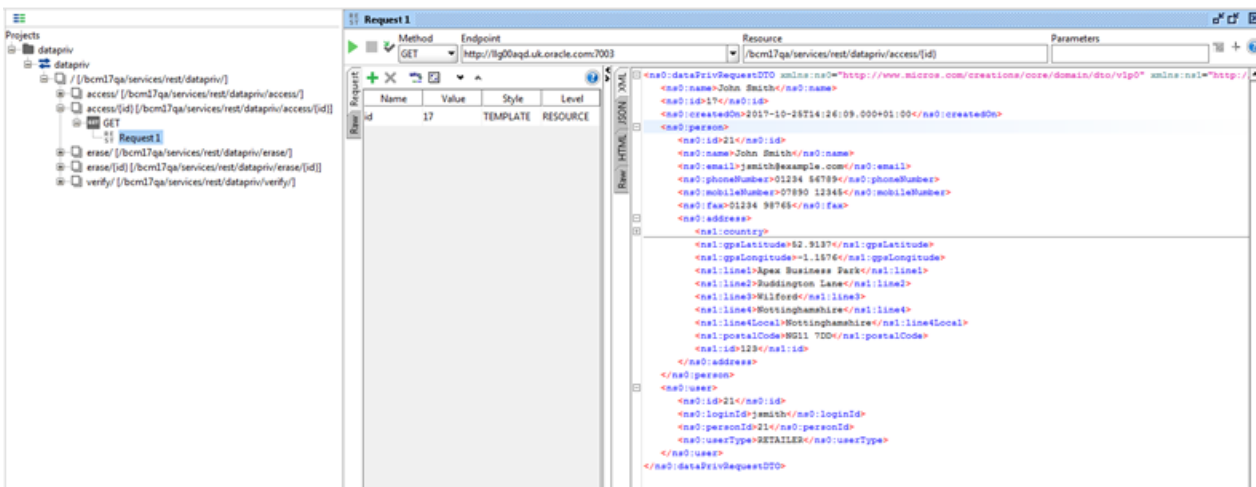 Projects
datapriv
datapriv
/ [/bcm17qa/services/rest/datapriv/]
access/ [/bcm17qa/services/rest/datapriv/access/]
access/{id} [/bcm17qa/services/rest/datapriv/access/{id}]
GET
Request 1
erase/ [/bcm17qa/services/rest/datapriv/erase/]
erase/{id} [/bcm17qa/services/rest/datapriv/erase/{id}]
verify/ [/bcm17qa/services/rest/datapriv/verify/]
Request 1
Method Endpoint Resource Parameters
GET http://llg00aqd.uk.oracle.com:7003 /bcm17qa/services/rest/datapriv/access/{id}
Request
Raw
Name Value Style Level
id 17 TEMPLATE RESOURCE
XML
JSON
HTML
Raw
<ns0:dataPrivRequestDTO xmlns:ns0="http://www.micros.com/creations/core/domain/dto/v1p0" xmlns:ns1="http:/
<ns0:name>John Smith</ns0:name>
<ns0:id>17</ns0:id>
<ns0:createdOn>2017-10-25T14:26:09.000+01:00</ns0:createdOn>
<ns0:person>
<ns0:id>21</ns0:id>
<ns0:name>John Smith</ns0:name>
<ns0:email>jsmith@example.com</ns0:email>
<ns0:phoneNumber>01234 56789</ns0:phoneNumber>
<ns0:mobileNumber>07890 12345</ns0:mobileNumber>
<ns0:fax>01234 98765</ns0:fax>
<ns0:address>
<ns1:country>
<ns1:gpsLatitude>52.9137</ns1:gpsLatitude>
<ns1:gpsLongitude>-1.1576</ns1:gpsLongitude>
<ns1:line1>Apex Business Park</ns1:line1>
<ns1:line2>Ruddington Lane</ns1:line2>
<ns1:line3>Wilford</ns1:line3>
<ns1:line4>Nottinghamshire</ns1:line4>
<ns1:line4Local>Nottinghamshire</ns1:line4Local>
<ns1:postalCode>NG11 7DD</ns1:postalCode>
<ns1:id>123</ns1:id>
</ns0:address>
</ns0:person>
<ns0:user>
<ns0:id>21</ns0:id>
<ns0:loginId>jsmith</ns0:loginId>
<ns0:personId>21</ns0:personId>
<ns0:userType>RETAILER</ns0:userType>
</ns0:user>
</ns0:dataPrivRequestDTO>